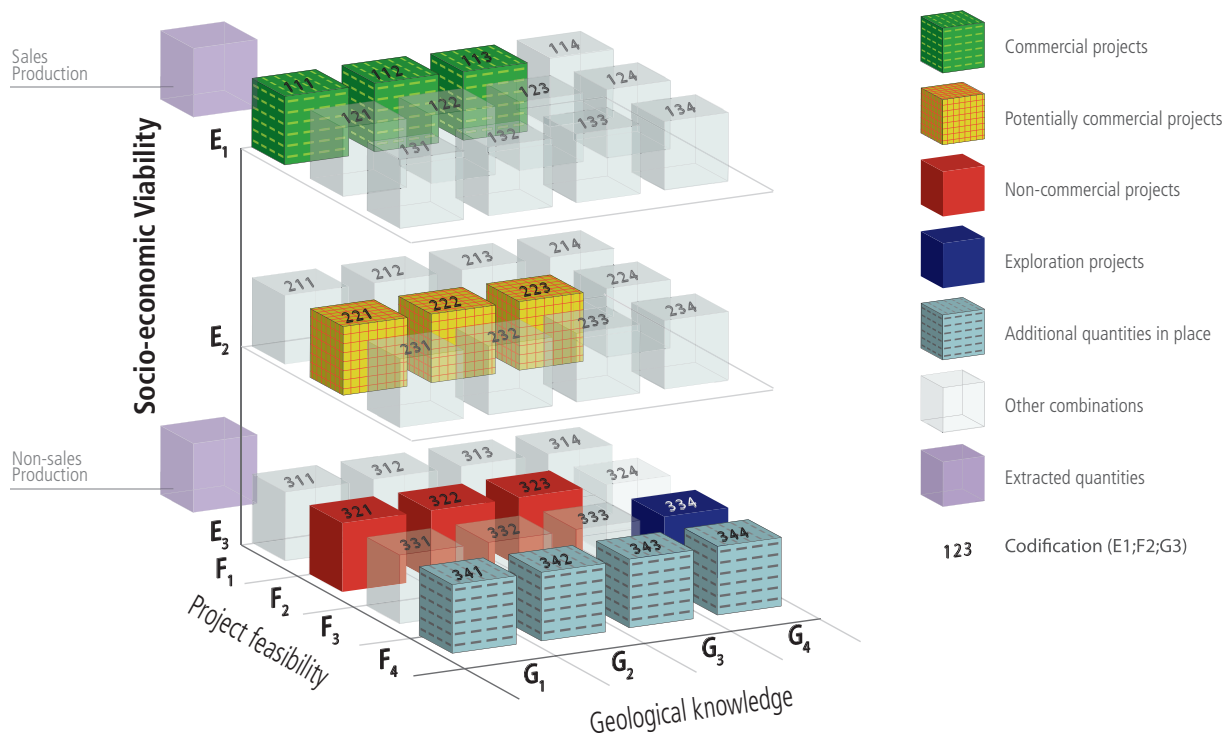 Sales
Production
Socio-economic Viability
E1
111
112
113
114
121
122
123
124
131
132
133
134
E2
211
212
213
214
221
222
223
224
231
232
233
234
Non-sales
Production
E3
311
312
313
314
321
322
323
324
331
332
333
334
341
342
343
344
F1
F2
F3
F4
Project feasibility
G1
G2
G3
G4
Geological knowledge
Commercial projects
Potentially commercial projects
Non-commercial projects
Exploration projects
Additional quantities in place
Other combinations
Extracted quantities
123 Codification (E1;F2;G3)